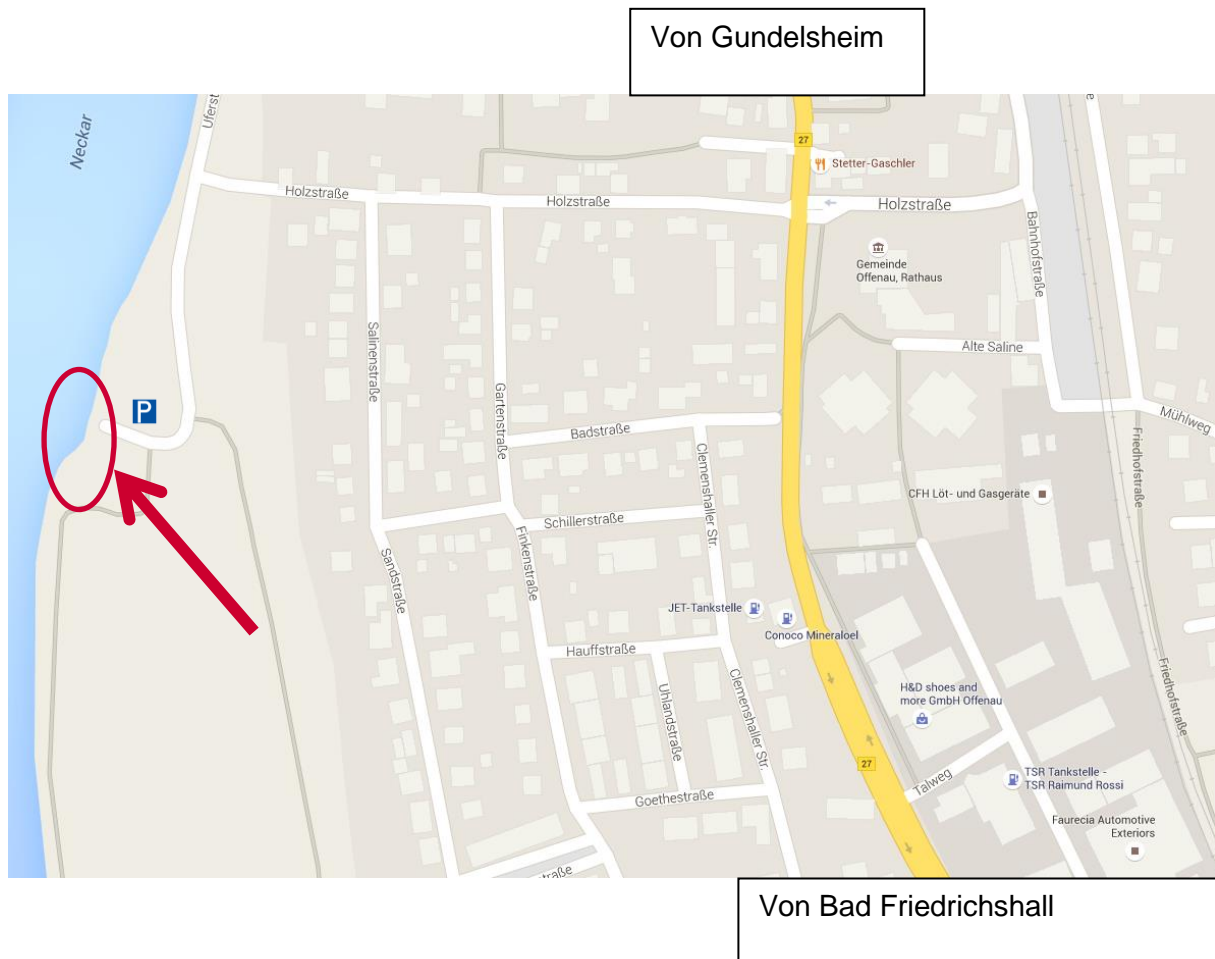 Von Gundelsheim
Neckar
Uferst
27
Stetter-Gaschler
Holzstraße
Holzstraße
Holzstraße
Gemeinde
Offenau, Rathaus
Bahnhofstraße
Salinenstraße
Gartenstraße
Alte Saline
P
Badstraße
Clemenshaller Str.
Mühlweg
Friedhofstraße
CFH Löt- und Gasgeräte
Schillerstraße
Finkenstraße
Sandstraße
JET-Tankstelle
Conoco Mineraloel
Hauffstraße
Uhlandstraße
Clemenshaller Str.
Friedhofstraße
H&D shoes and
more GmbH Offenau
27
Talweg
TSR Tankstelle -
TSR Raimund Rossi
Goethestraße
Faurecia Automotive
Exteriors
straße
Von Bad Friedrichshall